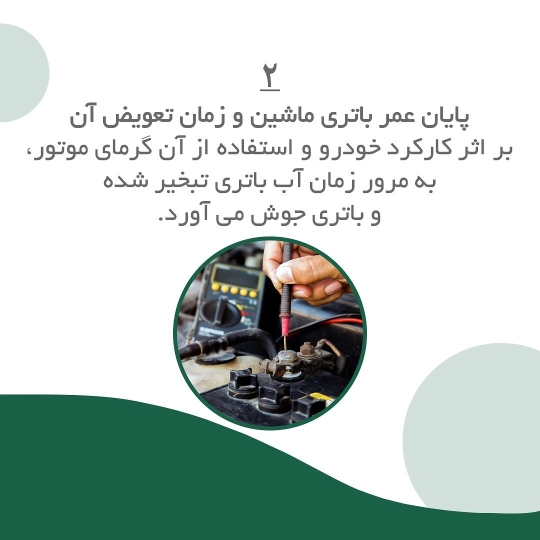 ۲
پایان عمر باتری ماشین و زمان تعویض آن
بر اثر کارکرد خودرو و استفاده از آن گرمای موتور،
به مرور زمان آب باتری تبخیر شده
و باتری جوش می آورد.